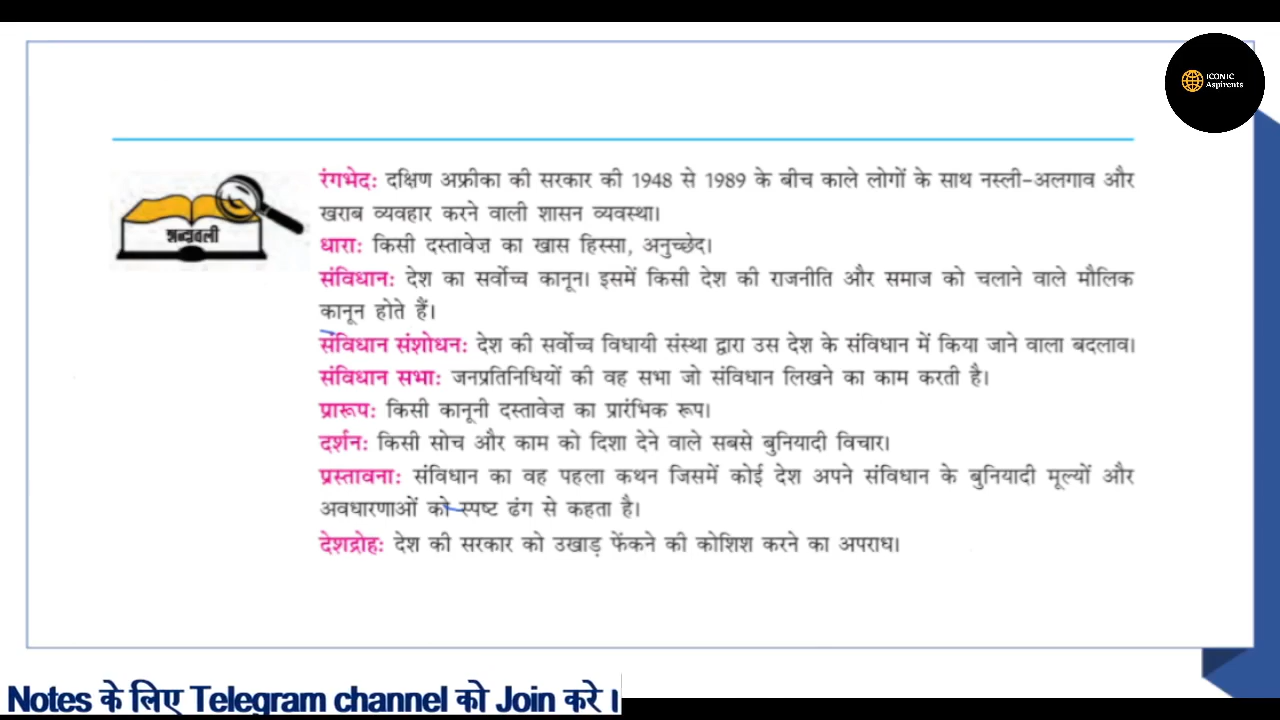 ICONIC
Aspirents
रंगभेद: दक्षिण अफ्रीका की सरकार की 1948 से 1989 के बीच काले लोगों के साथ नस्ली-अलगाव और
खराब व्यवहार करने वाली शासन व्यवस्था।
शब्दावली
धारा: किसी दस्तावेज़ का खास हिस्सा, अनुच्छेद।
संविधान: देश का सर्वोच्च कानून। इसमें किसी देश की राजनीति और समाज को चलाने वाले मौलिक
कानून होते हैं।
संविधान संशोधन: देश की सर्वोच्च विधायी संस्था द्वारा उस देश के संविधान में किया जाने वाला बदलाव।
संविधान सभा: जनप्रतिनिधियों की वह सभा जो संविधान लिखने का काम करती है।
प्रारूप: किसी कानूनी दस्तावेज़ का प्रारंभिक रूप।
दर्शन: किसी सोच और काम को दिशा देने वाले सबसे बुनियादी विचार।
प्रस्तावना: संविधान का वह पहला कथन जिसमें कोई देश अपने संविधान के बुनियादी मूल्यों और
अवधारणाओं को स्पष्ट ढंग से कहता है।
देशद्रोह: देश की सरकार को उखाड़ फेंकने की कोशिश करने का अपराध।
Notes के लिए Telegram channel को Join करे ।